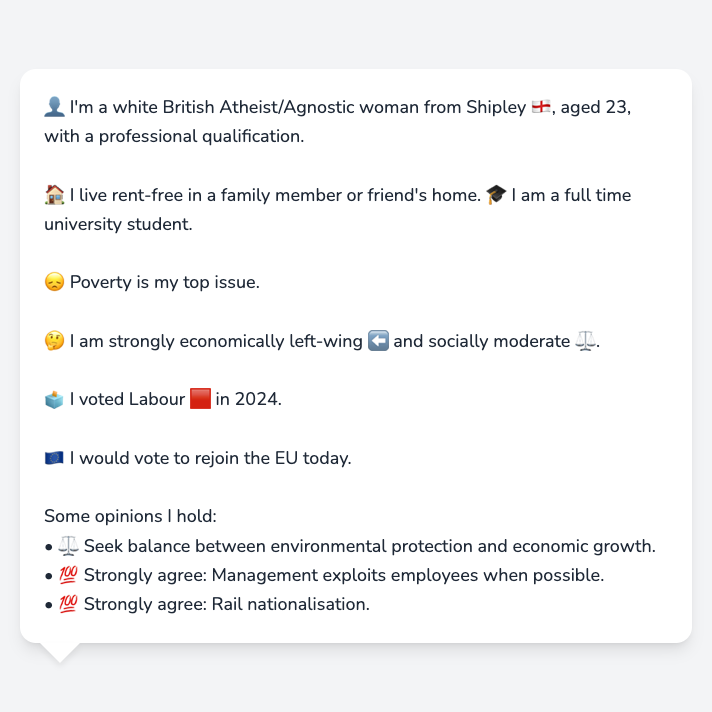 👤 I'm a white British Atheist/Agnostic woman from Shipley 🏴󠁧󠁢󠁥󠁮󠁧󠁿, aged 23,
with a professional qualification.
🏠 I live rent-free in a family member or friend's home. 🎓 I am a full time
university student.
😞 Poverty is my top issue.
🤔 I am strongly economically left-wing ⬅️ and socially moderate ⚖️.
🗳️ I voted Labour 🟥 in 2024.
🇪🇺 I would vote to rejoin the EU today.
Some opinions I hold:
• ⚖️ Seek balance between environmental protection and economic growth.
• 💯 Strongly agree: Management exploits employees when possible.
• 💯 Strongly agree: Rail nationalisation.